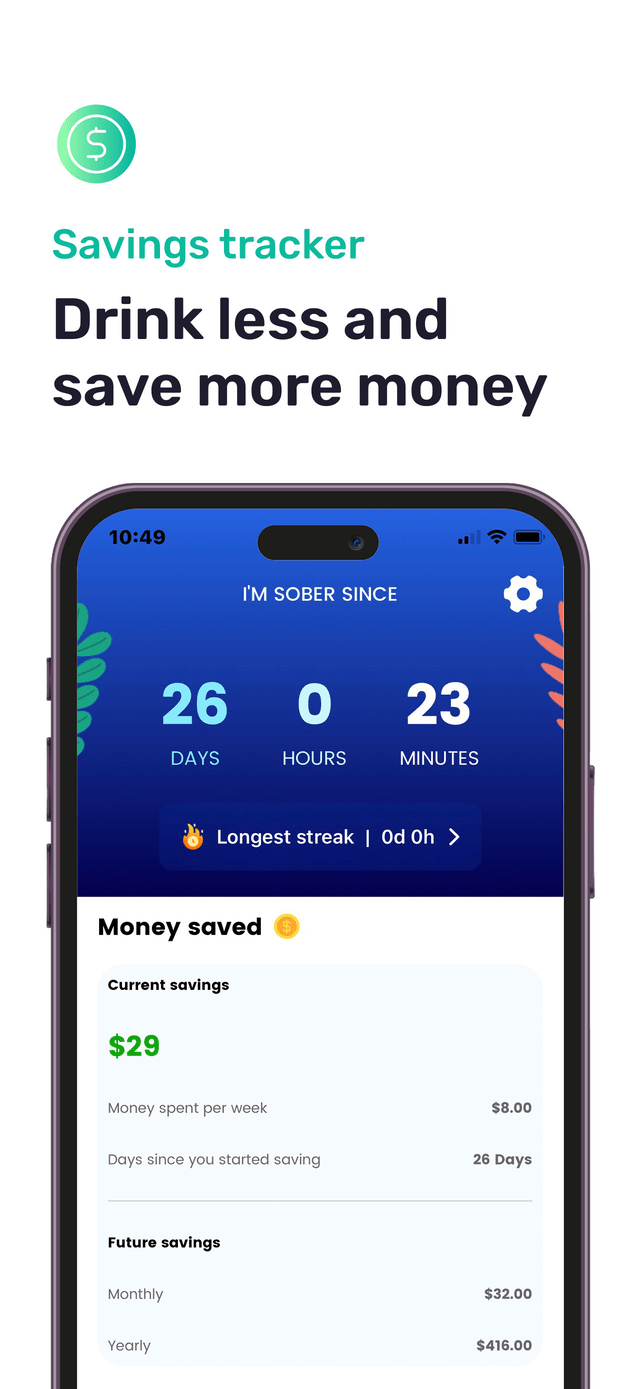 $
Savings tracker
Drink less and
save more money
10:49
I'M SOBER SINCE
26 0 23
DAYS HOURS MINUTES
Longest streak | 0d 0h
Money saved
Current savings
$29
Money spent per week $8.00
Days since you started saving 26 Days
Future savings
Monthly $32.00
Yearly $416.00